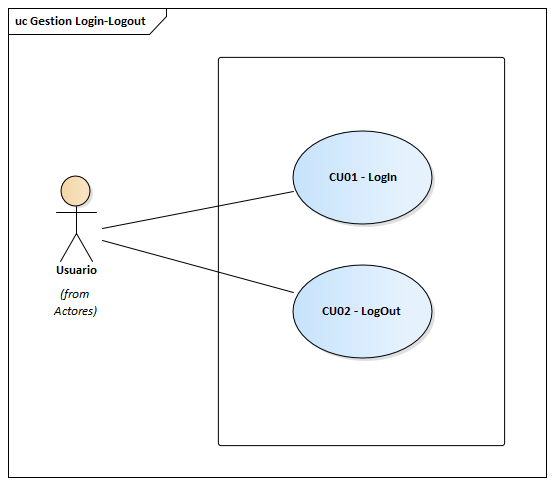 uc Gestion Login-Logout
CU01 - LogIn
Usuario
(from
Actores)
CU02 - LogOut